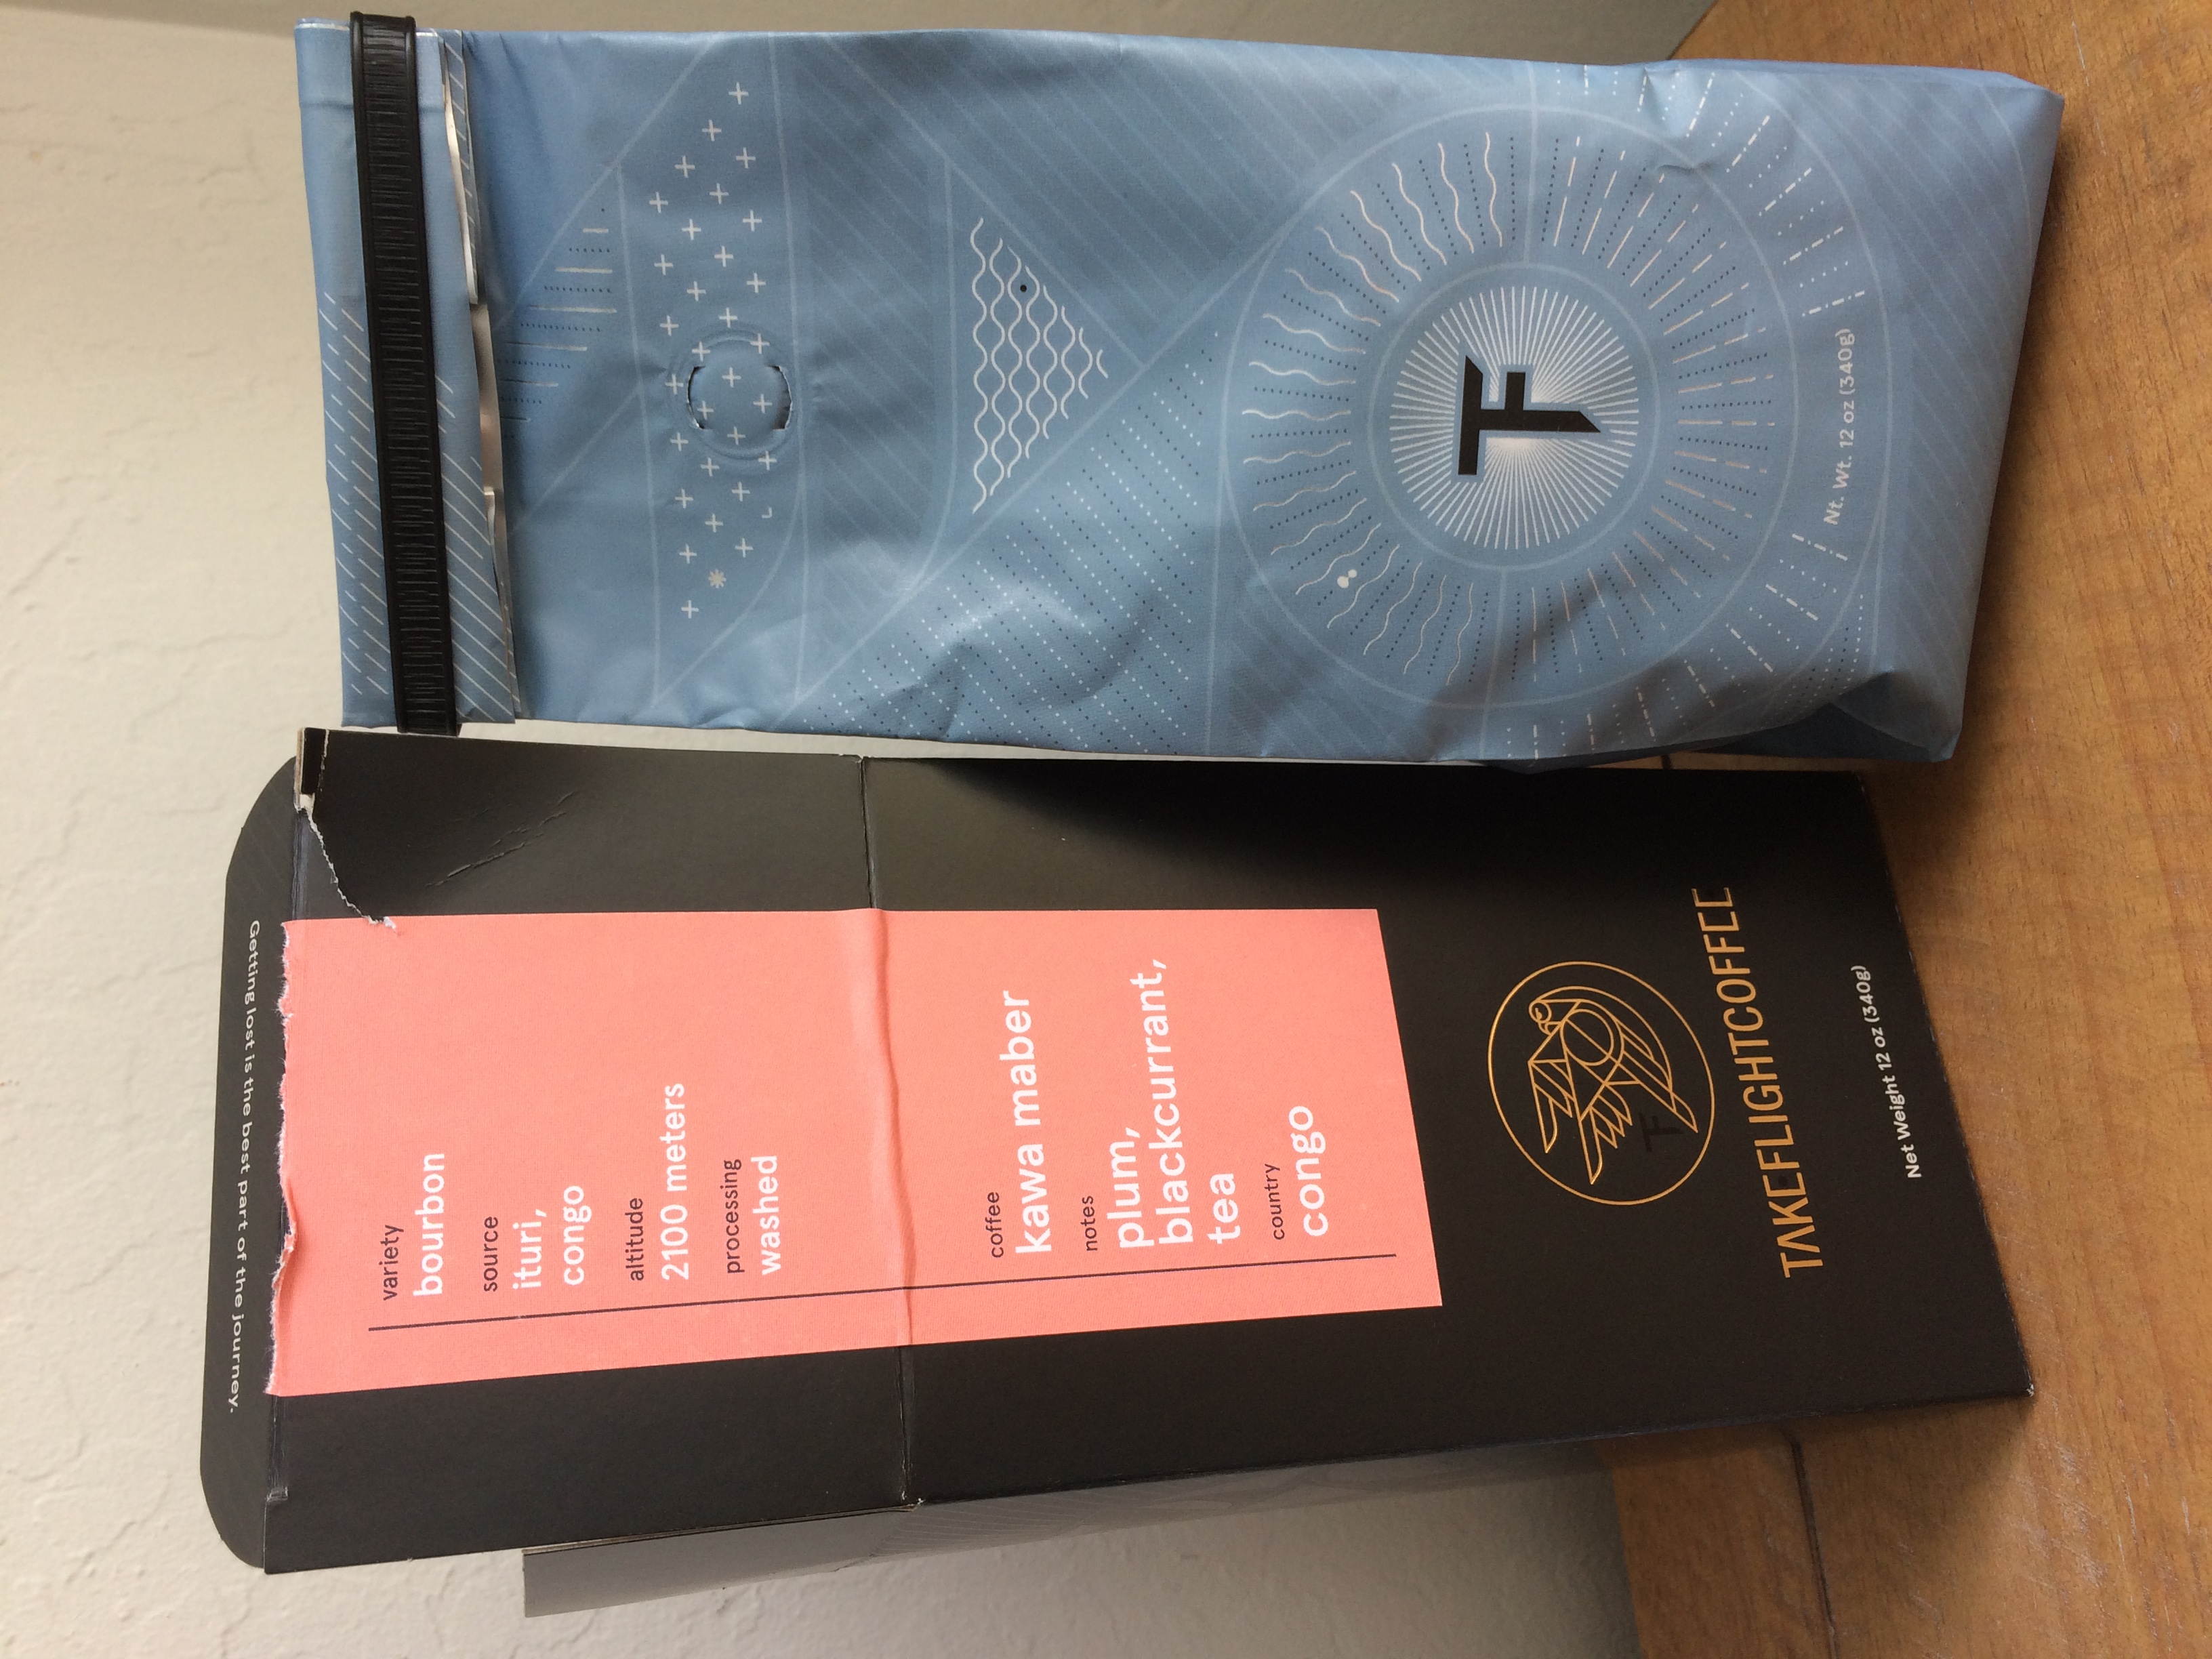 Getting lost is the best part of the journey.
variety
bourbon
source
ituri,
congo
altitude
2100 meters
processing
washed
coffee
kawa maber
notes
plum,
blackcurrant,
tea
country
congo
TF
TAKEFLIGHTCOFFEE
Net Weight 12 oz (340g)
TF
Nt. Wt. 12 oz (340g)